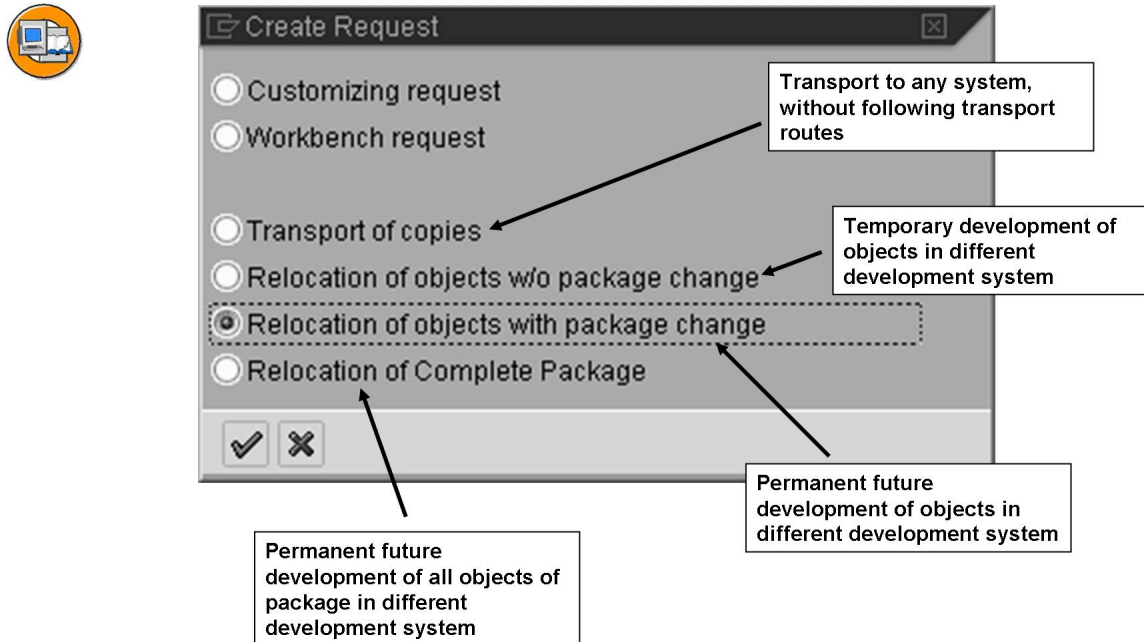 Create Request
Customizing request
Workbench request
Transport to any system,
without following transport
routes
Transport of copies
Temporary development of
objects in different
development system
Relocation of objects w/o package change
Relocation of objects with package change
Relocation of Complete Package
Permanent future
development of objects in
different development system
Permanent future
development of all objects of
package in different
development system